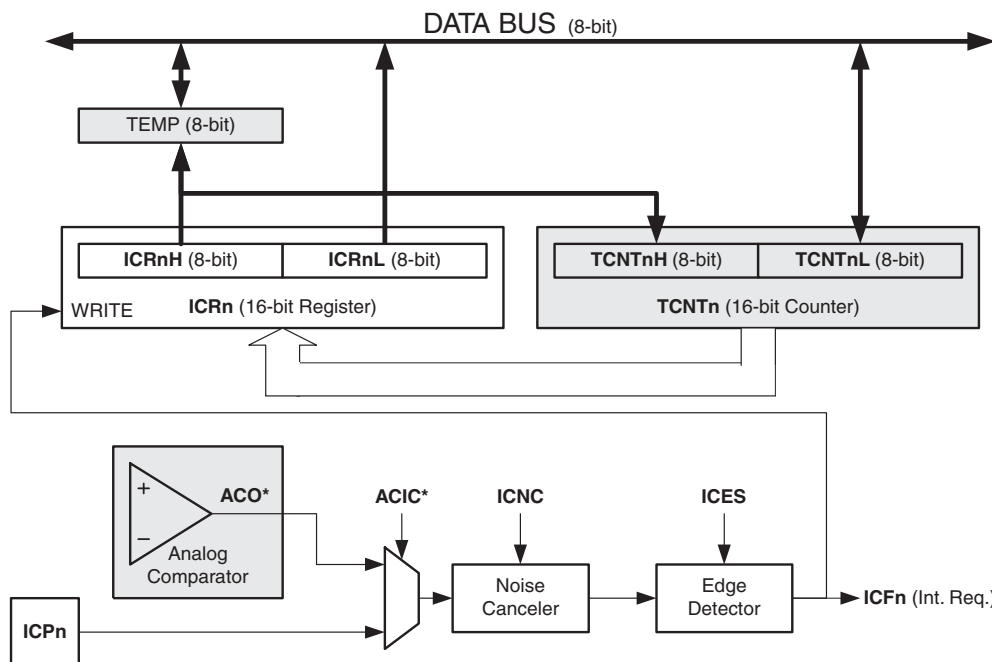 DATA BUS (8-bit)
TEMP (8-bit)
ICRnH (8-bit)
ICRnL (8-bit)
TCNTnH (8-bit)
TCNTnL (8-bit)
WRITE
ICRn (16-bit Register)
TCNTn (16-bit Counter)
+
−
ACO*
Analog
Comparator
ACIC*
ICNC
ICES
Noise
Canceler
Edge
Detector
ICFn (Int. Req.)
ICPn